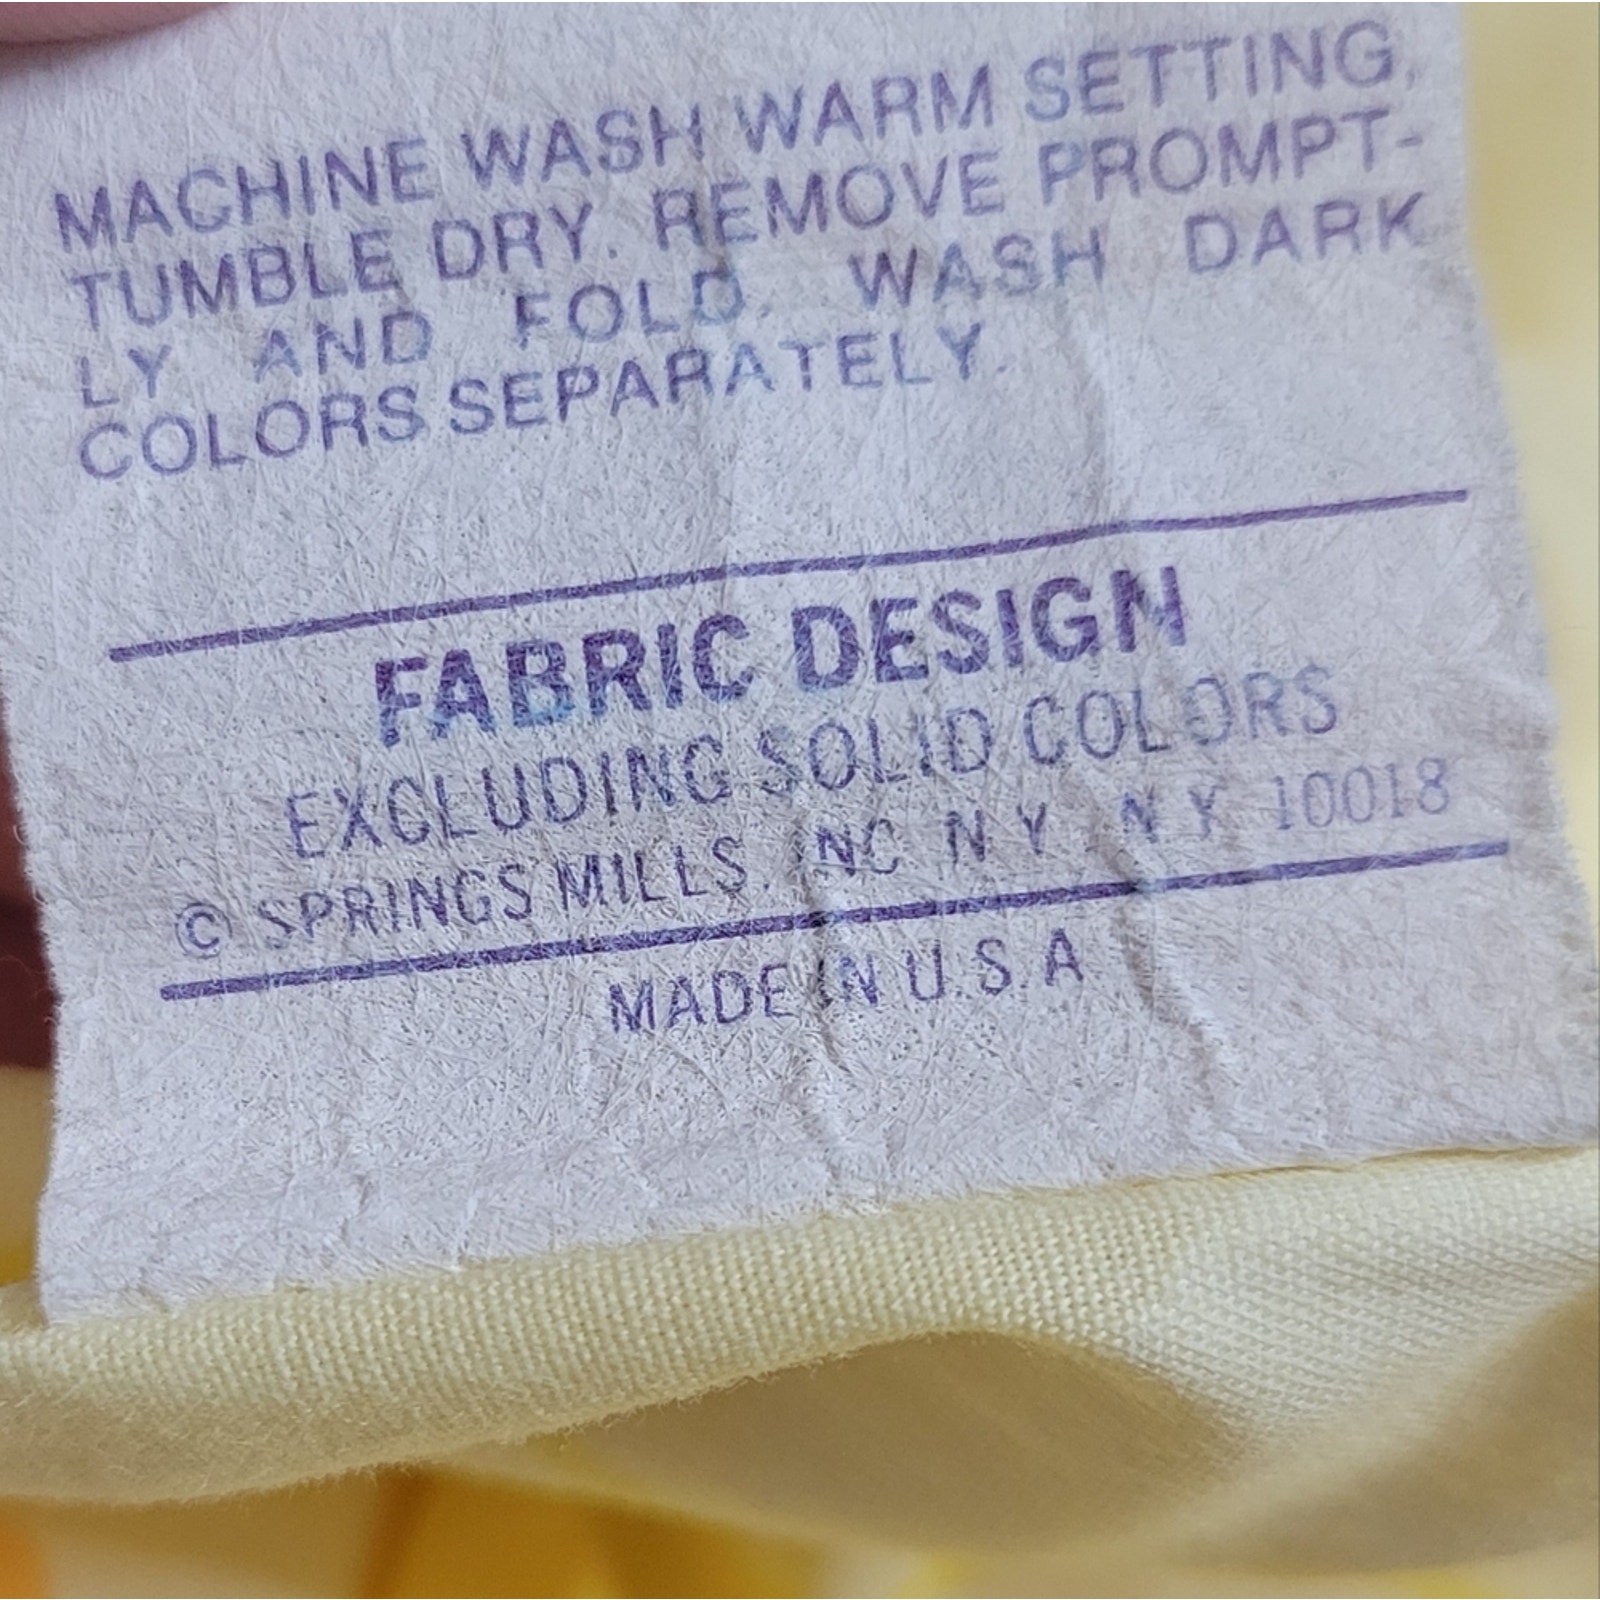 MACHINE WASH WARM SETTING,
TUMBLE DRY. REMOVE PROMPT-
LY AND FOLD. WASH DARK
COLORS SEPARATELY.
FABRIC DESIGN
EXCLUDING SOLID COLORS
© SPRINGS MILLS, INC N Y N Y 10018
MADE IN U.S.A